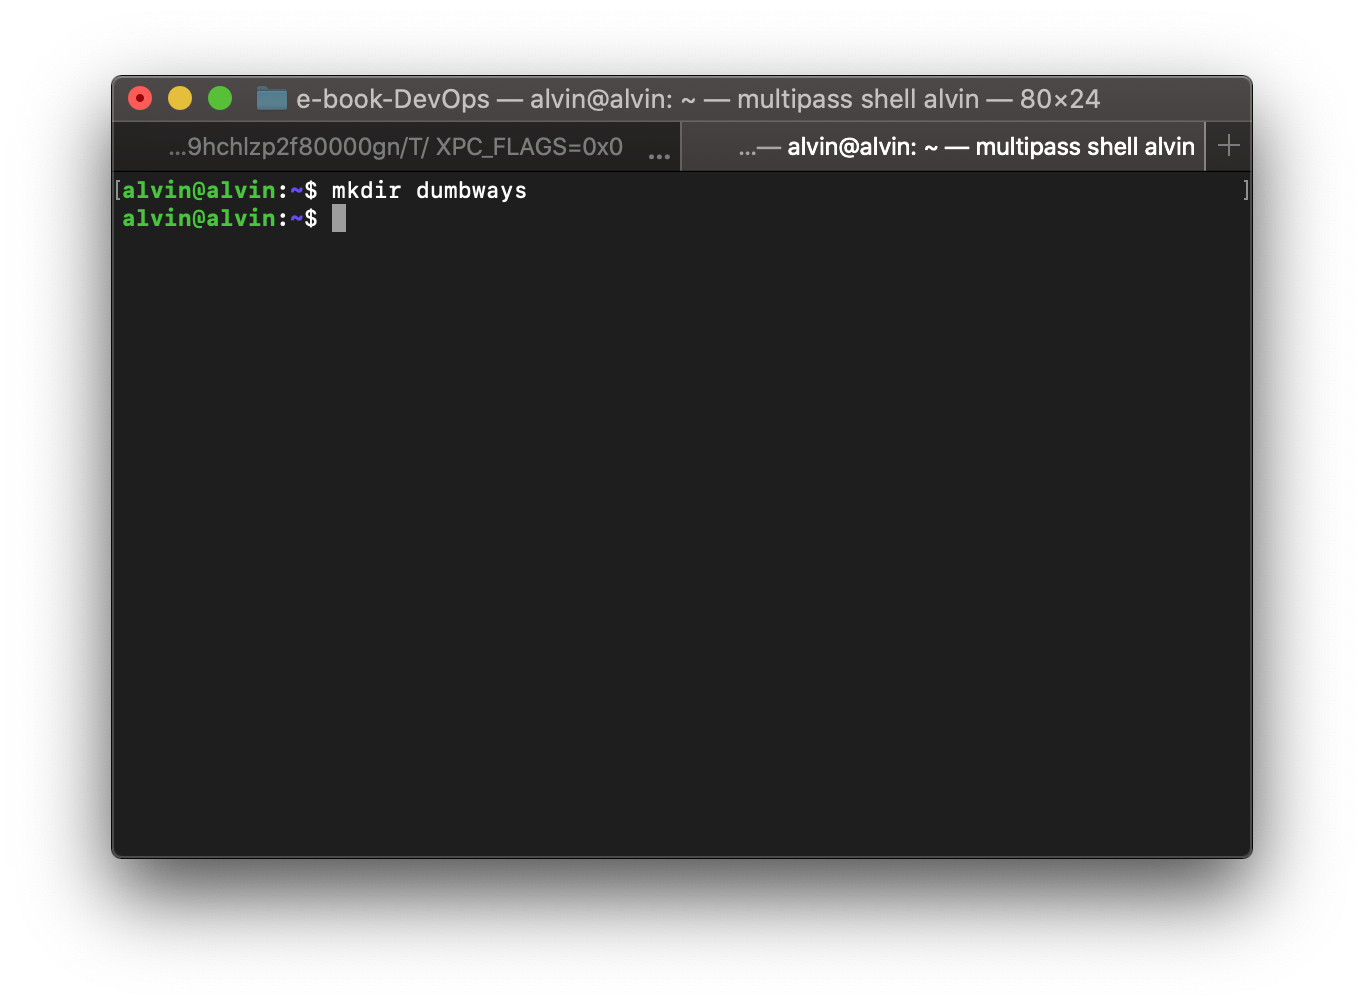 e-book-DevOps — alvin@alvin: ~ — multipass shell alvin — 80×24
...9hchlzp2f80000gn/T/ XPC_FLAGS=0x0 ...
...— alvin@alvin: ~ — multipass shell alvin +
[alvin@alvin:~$ mkdir dumbways ]
alvin@alvin:~$